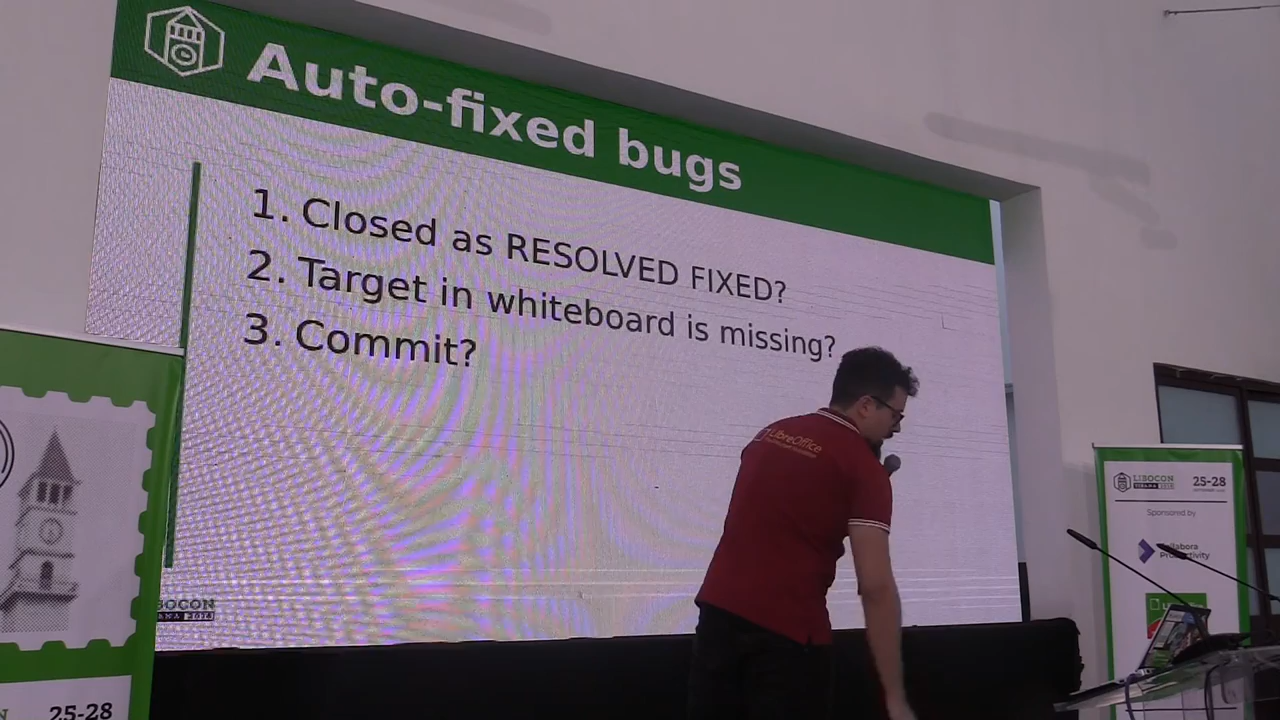 Auto-fixed bugs
1. Closed as RESOLVED FIXED?
2. Target in whiteboard is missing?
3. Commit?
LibreOffice
LIBOCON
25-28
Sponsored by
Collabora
Productivity
25-28